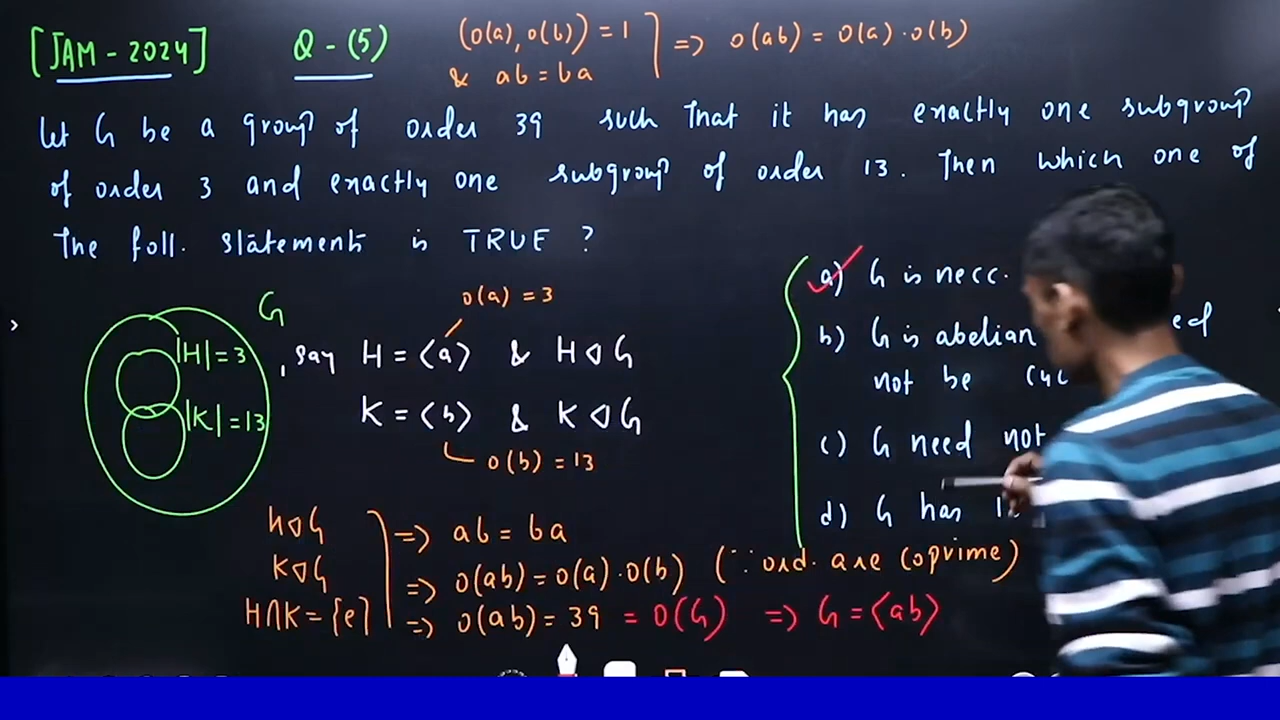 [JAM - 2024] Q - (5) (o(a), o(b)) = 1 & ab = ba ] => o(ab) = o(a) · o(b)
Let G be a group of order 39 such that it has exactly one subgroup
of order 3 and exactly one subgroup of order 13. Then which one of
the foll. statements is TRUE ?
a) G is necc.
b) G is abelian
not be
c) G need not
d) G has
G
|H| = 3
|K| = 13
o(a) = 3
, say H = <a> & H ⊲ G
K = <b> & K ⊲ G
o(b) = 13
H ⊲ G
K ⊲ G
H∩K = {e}
=> ab = ba
=> o(ab) = o(a) · o(b) (∵ ord. are coprime)
=> o(ab) = 39 = o(G) => G = <ab>